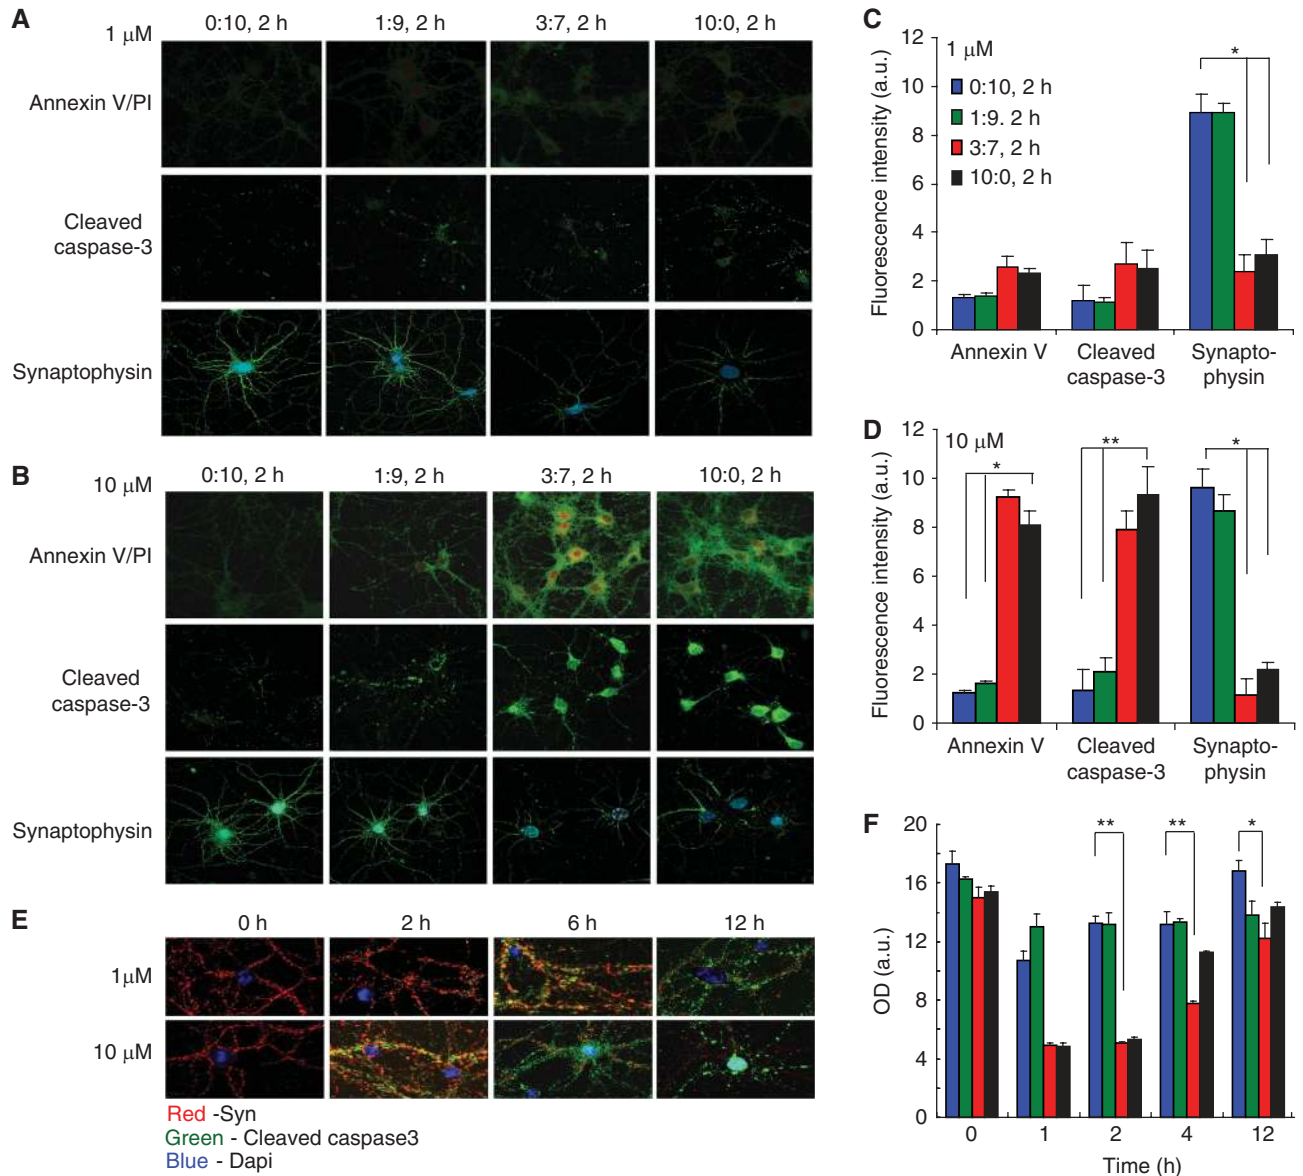 A
1 μM
0:10, 2 h 1:9, 2 h 3:7, 2 h 10:0, 2 h
Annexin V/PI
Cleaved
caspase-3
Synaptophysin
B
10 μM
0:10, 2 h 1:9, 2 h 3:7, 2 h 10:0, 2 h
Annexin V/PI
Cleaved
caspase-3
Synaptophysin
E
0 h 2 h 6 h 12 h
1μM
10 μM
Red -Syn
Green - Cleaved caspase3
Blue - Dapi
C
Fluorescence intensity (a.u.)
12
10
8
6
4
2
0
1 μM
0:10, 2 h
1:9. 2 h
3:7, 2 h
10:0, 2 h
*
Annexin V Cleaved caspase-3 Synapto-physin
D
Fluorescence intensity (a.u.)
12
10
8
6
4
2
0
10 μM
* ** *
Annexin V Cleaved caspase-3 Synapto-physin
F
OD (a.u.)
20
16
12
8
4
0
** ** *
0 1 2 4 12
Time (h)